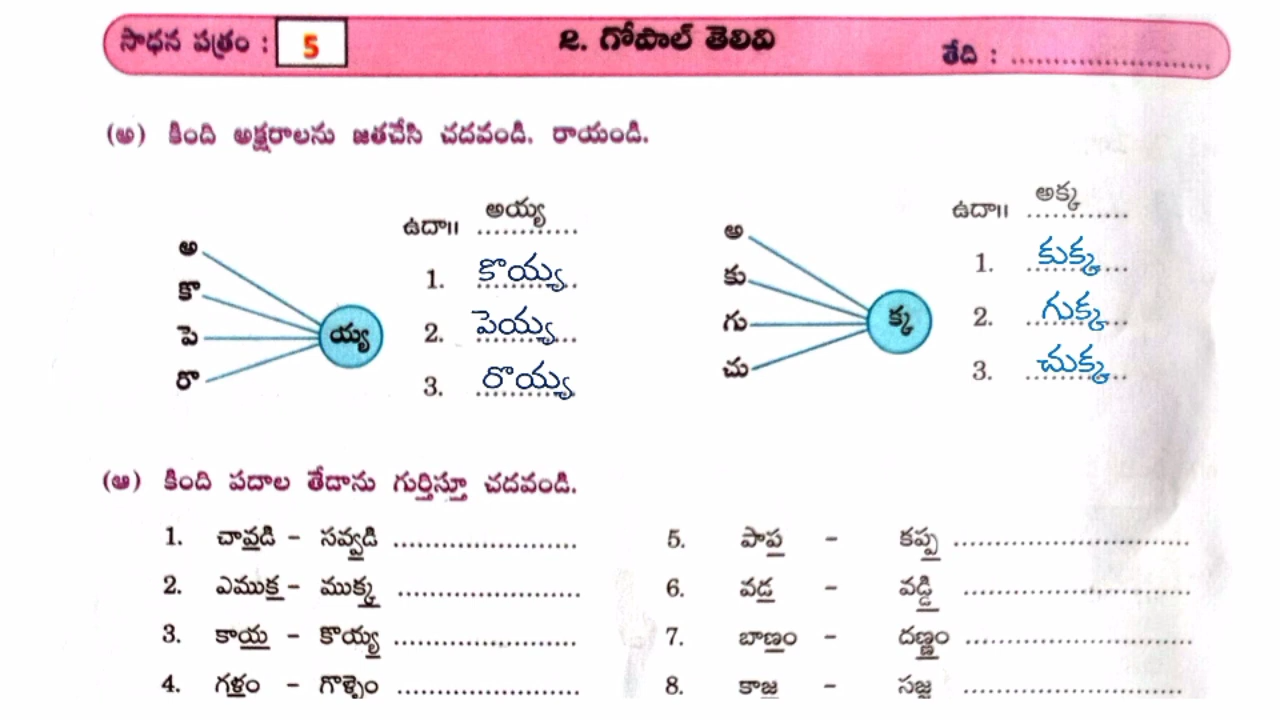 సాధన పత్రం : 5
2. గోపాల్ తెలివి
తేది : ........................
(అ) కింది అక్షరాలను జతచేసి చదవండి. రాయండి.
అ
కొ
పె
రొ
య్య
ఉదా॥ అయ్య
1. కొయ్య
2. పెయ్య
3. రొయ్య
అ
కు
గు
చు
క్క
ఉదా॥ అక్క
1. కుక్క
2. గుక్క
3. చుక్క
(ఆ) కింది పదాల తేడాను గుర్తిస్తూ చదవండి.
1. చావడి – సవ్వడి ........................
2. ఎముక – ముక్క ........................
3. కాయ – కొయ్య ........................
4. గళం – గొళ్ళెం ........................
5. పాప – కప్ప ........................
6. వడ – వడ్డి ........................
7. బాణం – దణ్ణం ........................
8. కాజ – సజ్జ ........................